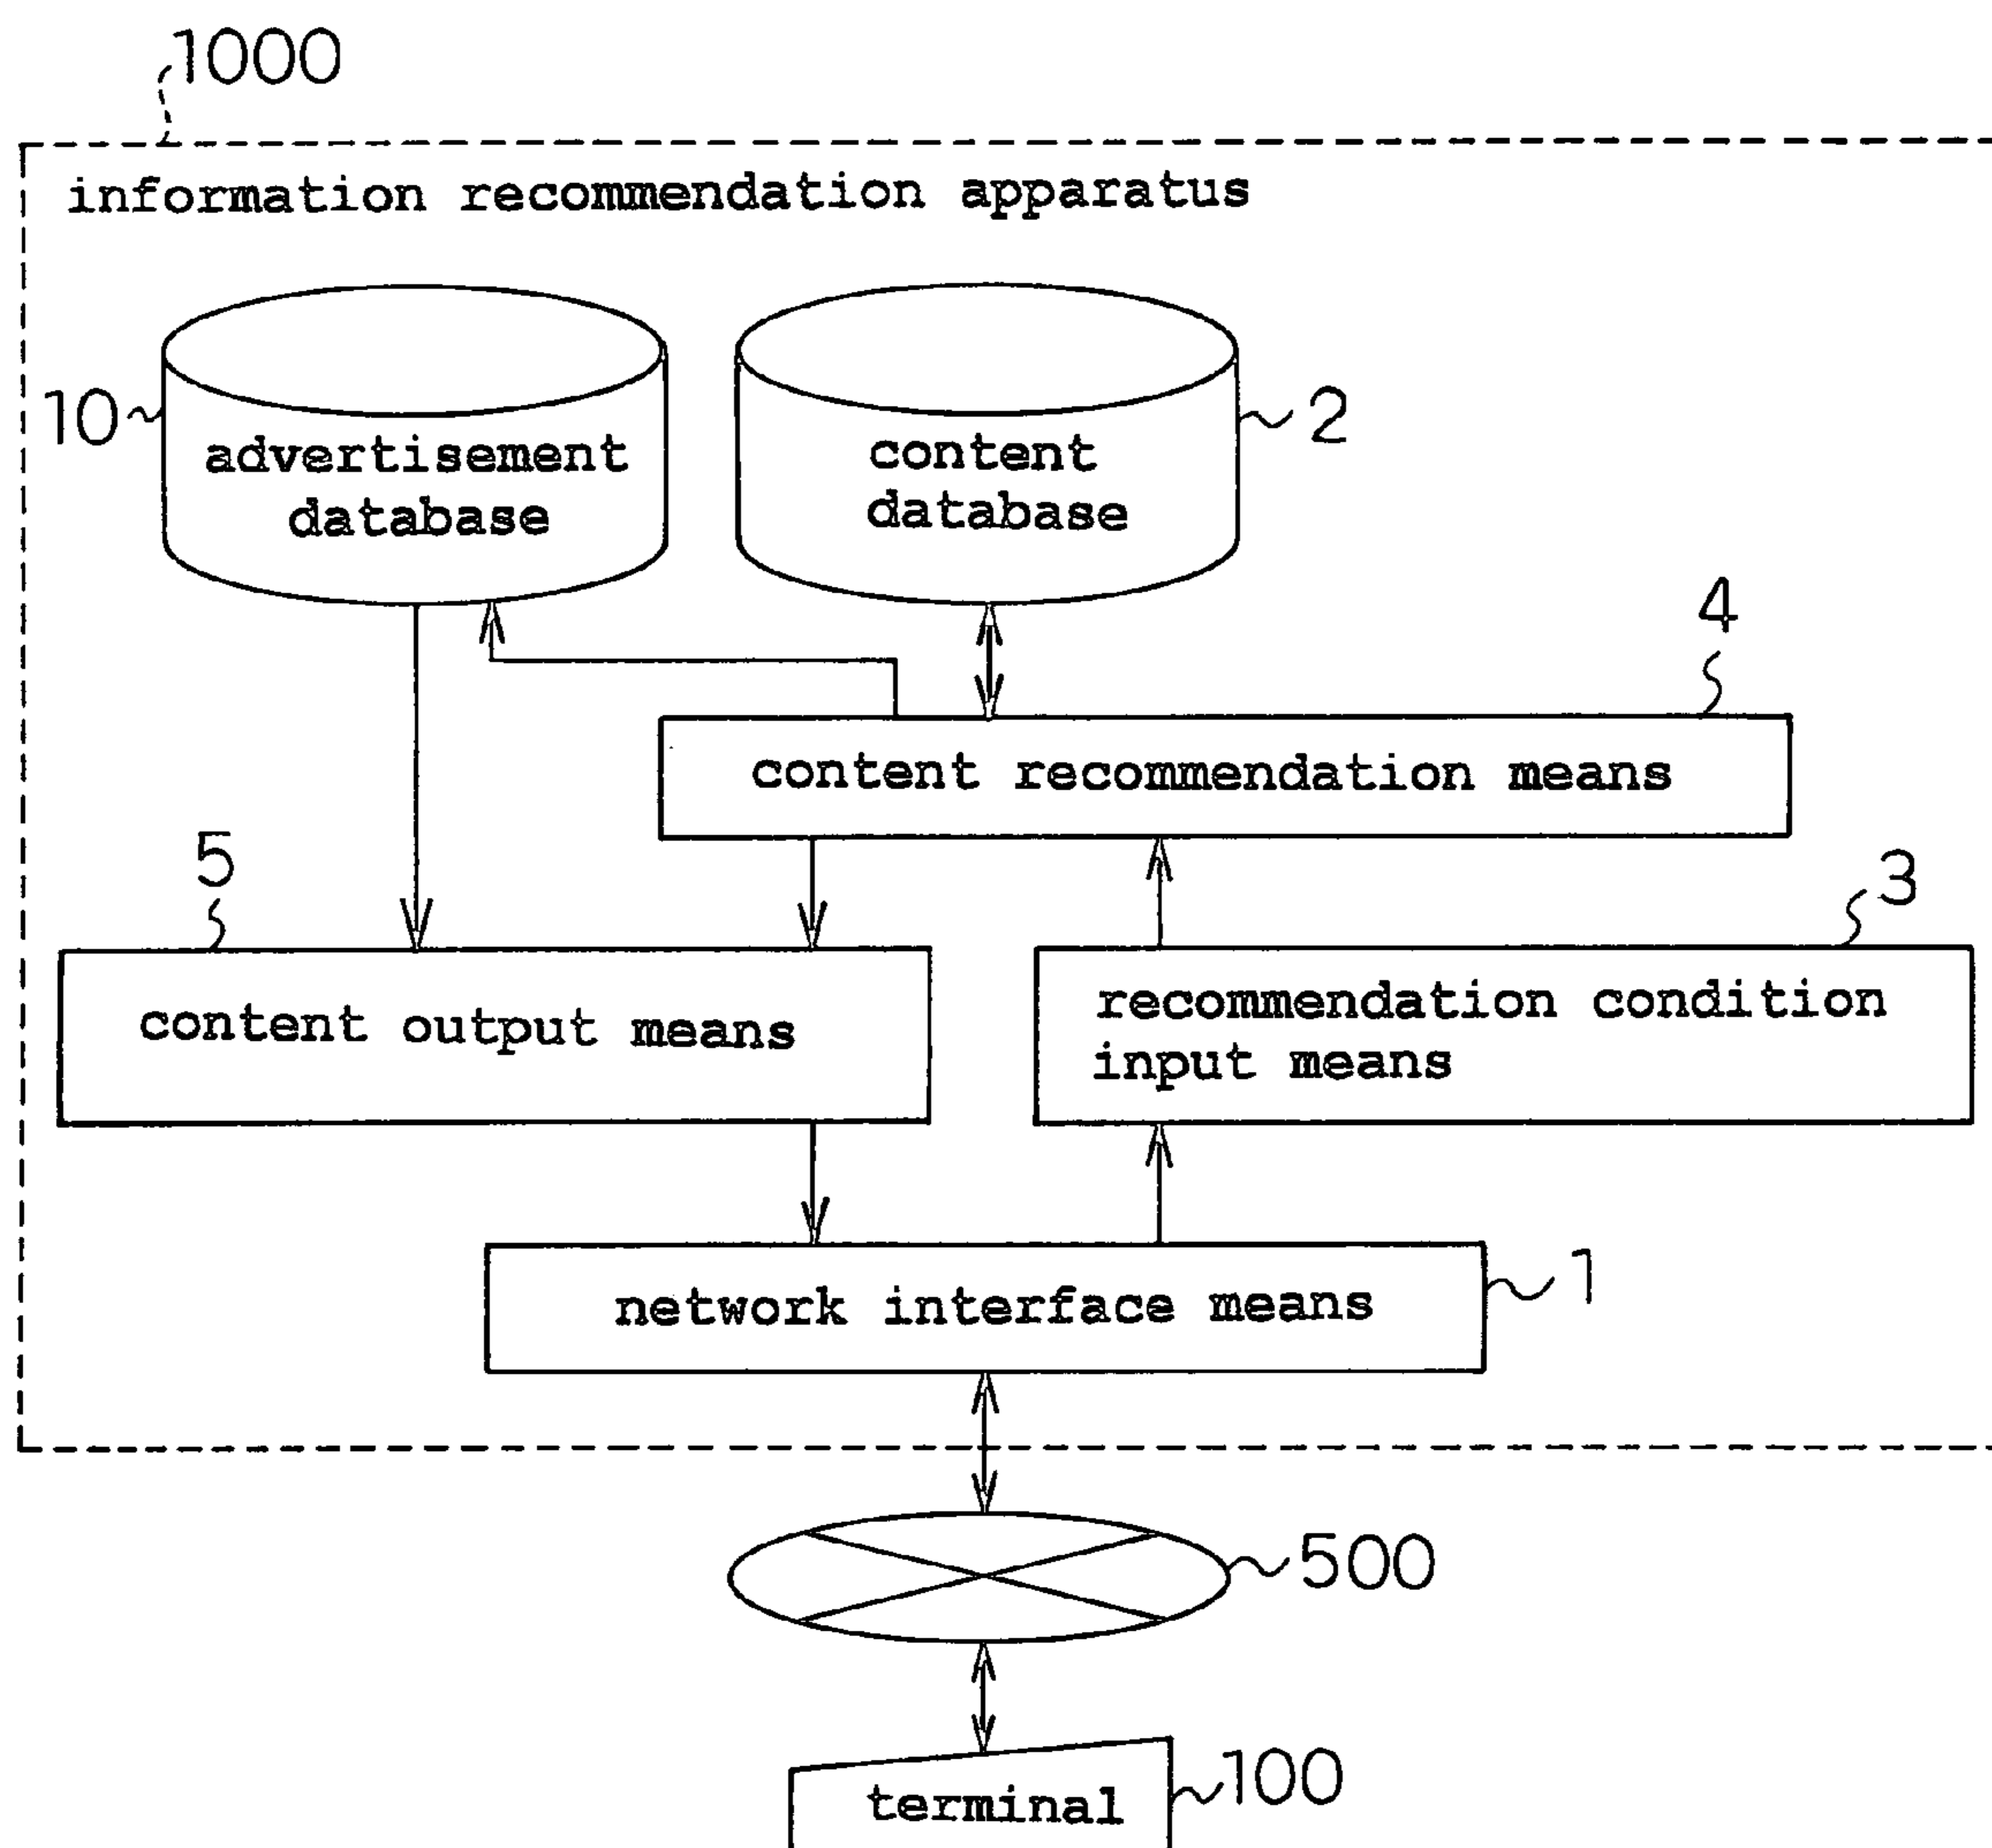 1000
information recommendation apparatus
10
advertisement
database
content
database
2
4
content recommendation means
5
3
content output means
recommendation condition
input means
network interface means
1
500
terminal
100